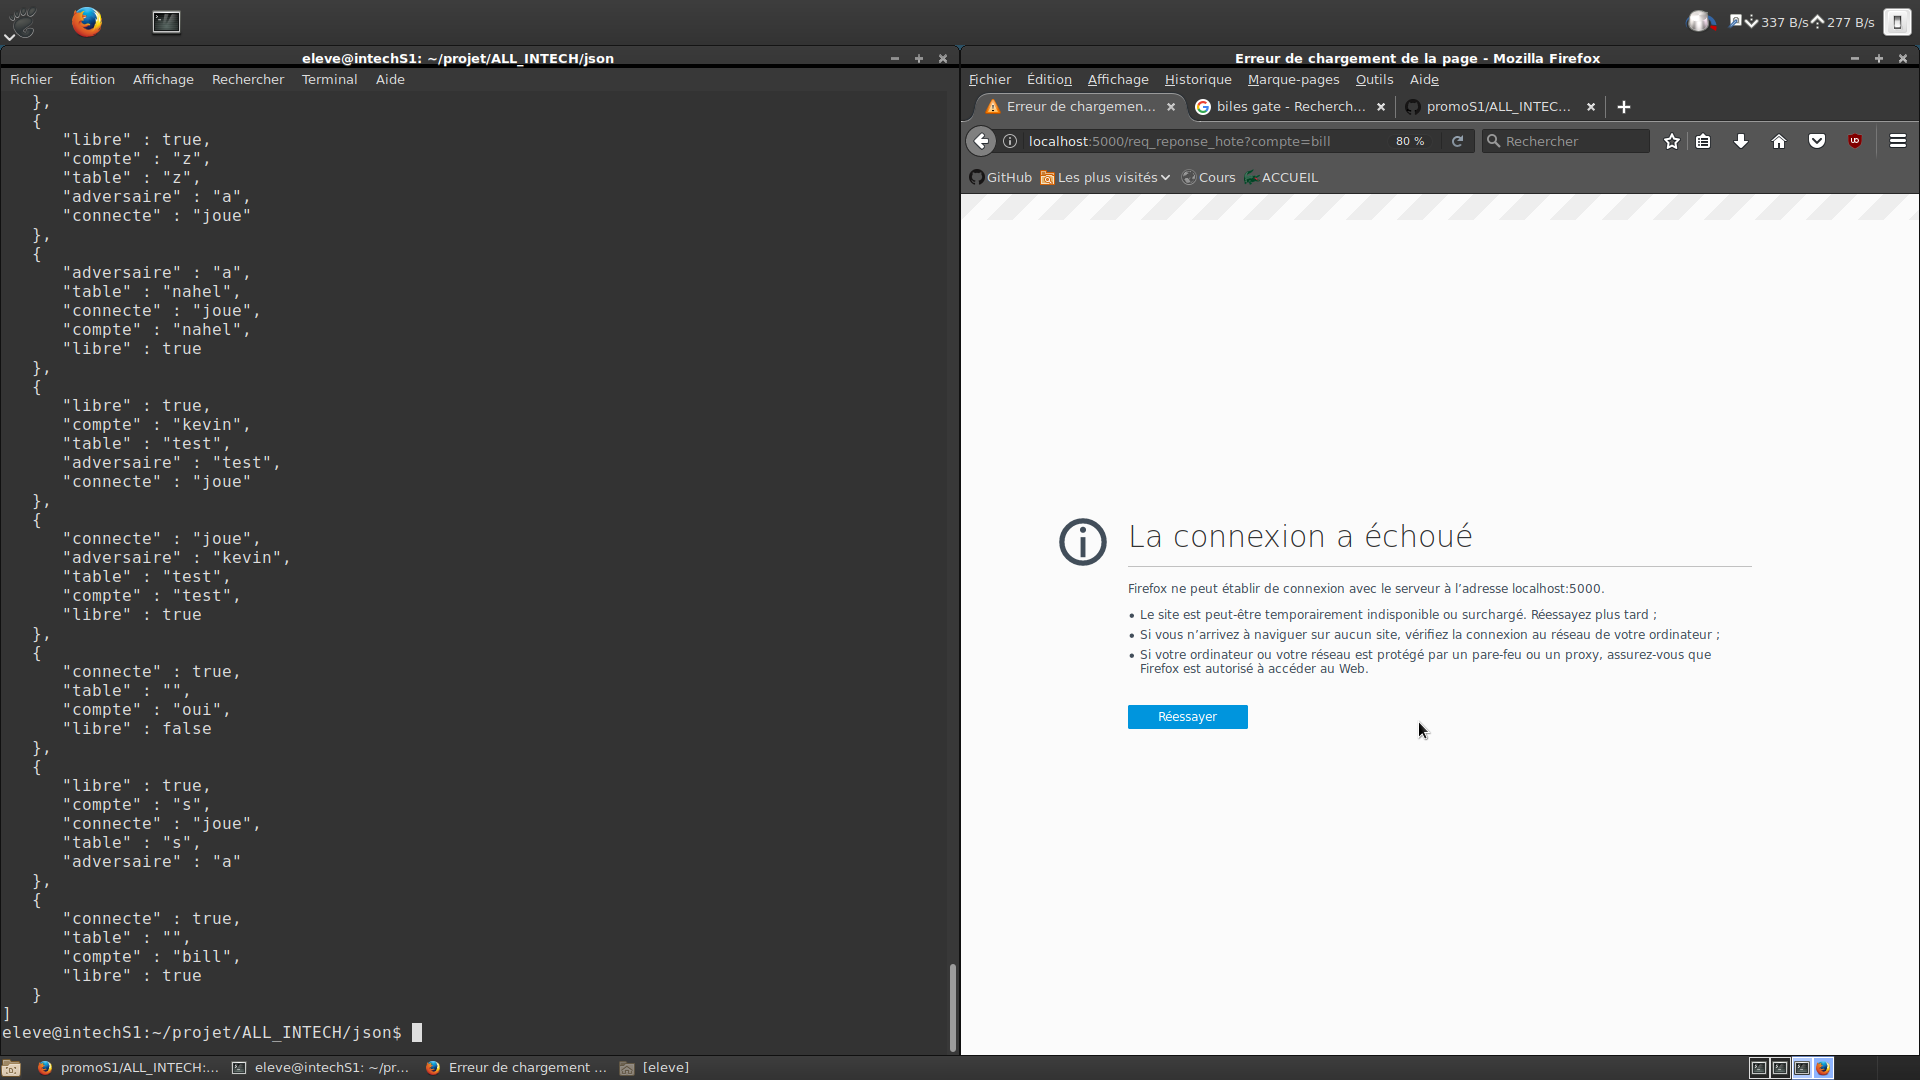 337 B/s 277 B/s
eleve@intechS1: ~/projet/ALL_INTECH/json
Fichier Édition Affichage Rechercher Terminal Aide
},
{
"libre" : true,
"compte" : "z",
"table" : "z",
"adversaire" : "a",
"connecte" : "joue"
},
{
"adversaire" : "a",
"table" : "nahel",
"connecte" : "joue",
"compte" : "nahel",
"libre" : true
},
{
"libre" : true,
"compte" : "kevin",
"table" : "test",
"adversaire" : "test",
"connecte" : "joue"
},
{
"connecte" : "joue",
"adversaire" : "kevin",
"table" : "test",
"compte" : "test",
"libre" : true
},
{
"connecte" : true,
"table" : "",
"compte" : "oui",
"libre" : false
},
{
"libre" : true,
"compte" : "s",
"connecte" : "joue",
"table" : "s",
"adversaire" : "a"
},
{
"connecte" : true,
"table" : "",
"compte" : "bill",
"libre" : true
}
]
eleve@intechS1:~/projet/ALL_INTECH/json$
Erreur de chargement de la page - Mozilla Firefox
Fichier Édition Affichage Historique Marque-pages Outils Aide
Erreur de chargemen... biles gate - Recherch... promoS1/ALL_INTEC...
localhost:5000/req_reponse_hote?compte=bill 80 % Rechercher
GitHub Les plus visités Cours ACCUEIL
La connexion a échoué
Firefox ne peut établir de connexion avec le serveur à l’adresse localhost:5000.
• Le site est peut-être temporairement indisponible ou surchargé. Réessayez plus tard ;
• Si vous n’arrivez à naviguer sur aucun site, vérifiez la connexion au réseau de votre ordinateur ;
• Si votre ordinateur ou votre réseau est protégé par un pare-feu ou un proxy, assurez-vous que
Firefox est autorisé à accéder au Web.
Réessayer
promoS1/ALL_INTECH:... eleve@intechS1: ~/pr... Erreur de chargement ... [eleve]